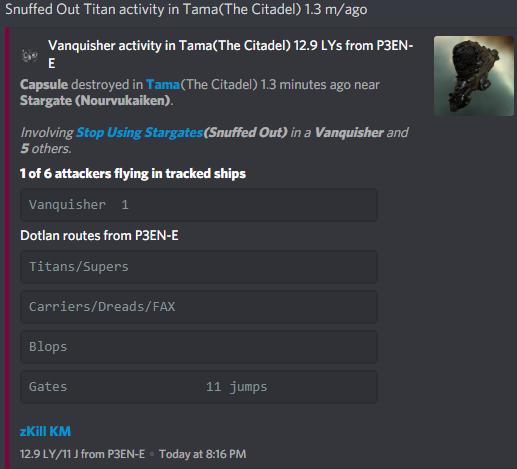 Snuffed Out Titan activity in Tama(The Citadel) 1.3 m/ago
Vanquisher activity in Tama(The Citadel) 12.9 LYs from P3EN-
E
Capsule destroyed in Tama(The Citadel) 1.3 minutes ago near
Stargate (Nourvukaiken).
Involving Stop Using Stargates(Snuffed Out) in a Vanquisher and
5 others.
1 of 6 attackers flying in tracked ships
Vanquisher 1
Dotlan routes from P3EN-E
Titans/Supers
Carriers/Dreads/FAX
Blops
Gates 11 jumps
zKill KM
12.9 LY/11 J from P3EN-E • Today at 8:16 PM